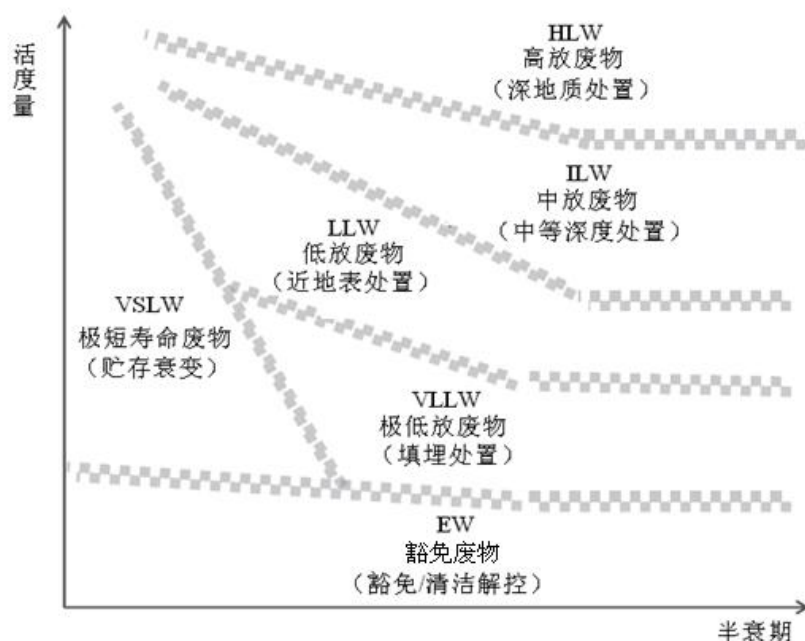 活度量
HLW
高放废物
（深地质处置）
ILW
中放废物
（中等深度处置）
LLW
低放废物
（近地表处置）
VSLW
极短寿命废物
（贮存衰变）
VLLW
极低放废物
（填埋处置）
EW
豁免废物
（豁免/清洁解控）
半衰期